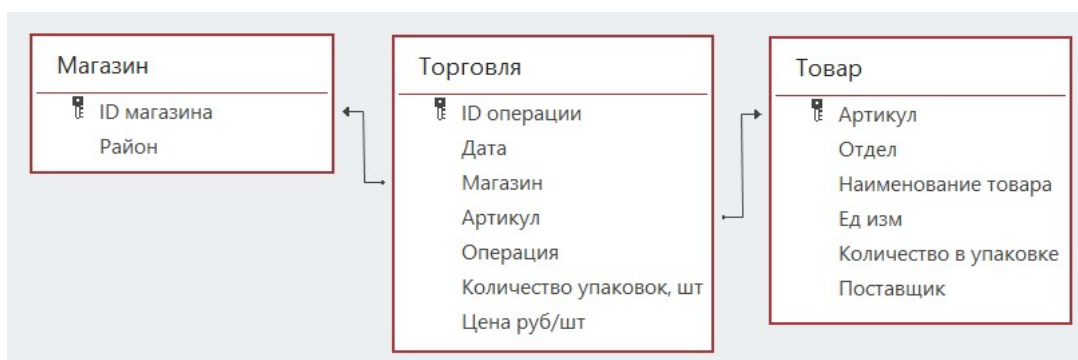 Магазин
ID магазина
Район
Торговля
ID операции
Дата
Магазин
Артикул
Операция
Количество упаковок, шт
Цена руб/шт
Товар
Артикул
Отдел
Наименование товара
Ед изм
Количество в упаковке
Поставщик